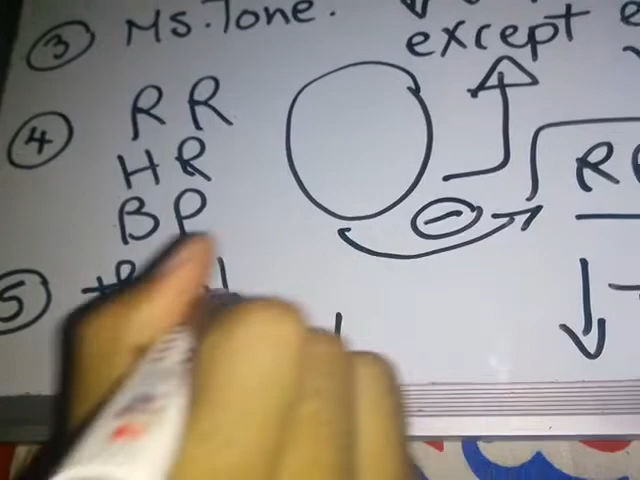 ③ Ms. Tone.
except
④ R R
H R
B P
⑤